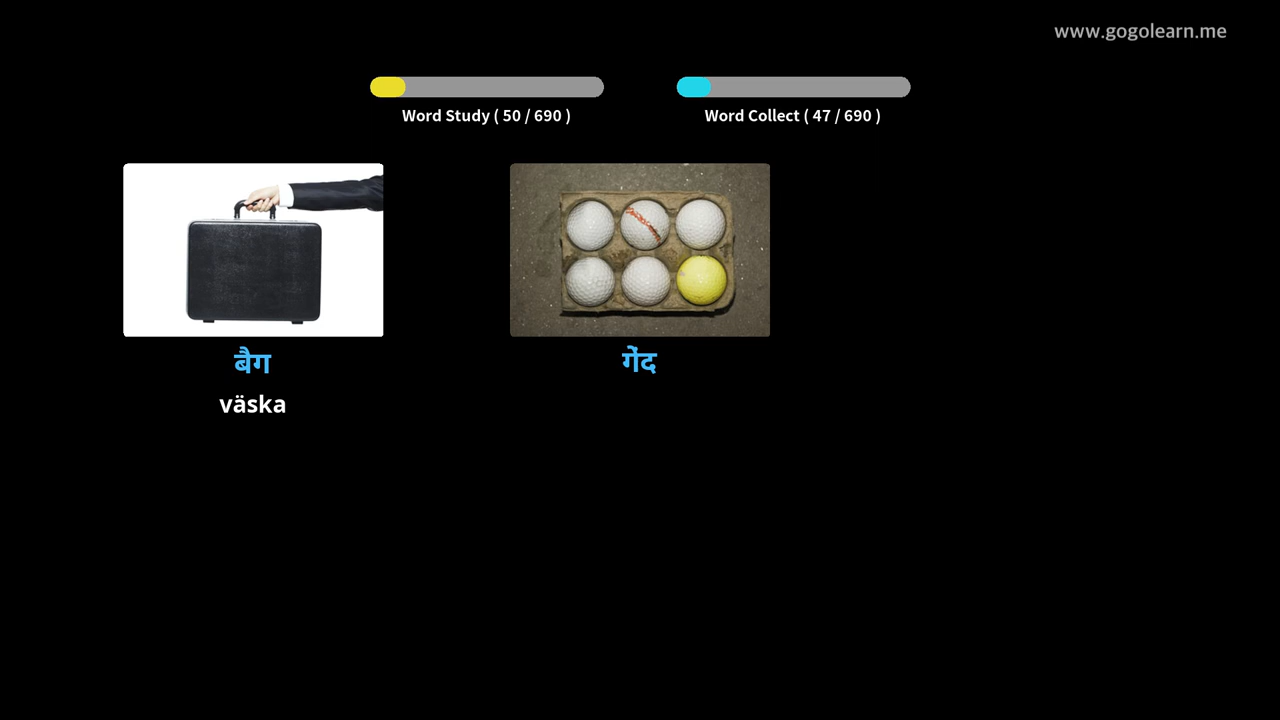 www.gogolearn.me
Word Study ( 50 / 690 )
Word Collect ( 47 / 690 )
बैग
väska
गेंद